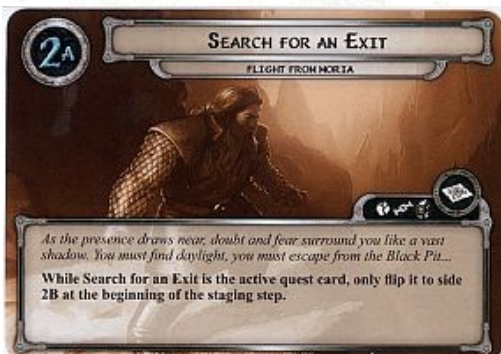 2A
SEARCH FOR AN EXIT
FLIGHT FROM MORIA
As the presence draws near, doubt and fear surround you like a vast
shadow. You must find daylight, you must escape from the Black Pit...
While Search for an Exit is the active quest card, only flip it to side
2B at the beginning of the staging step.